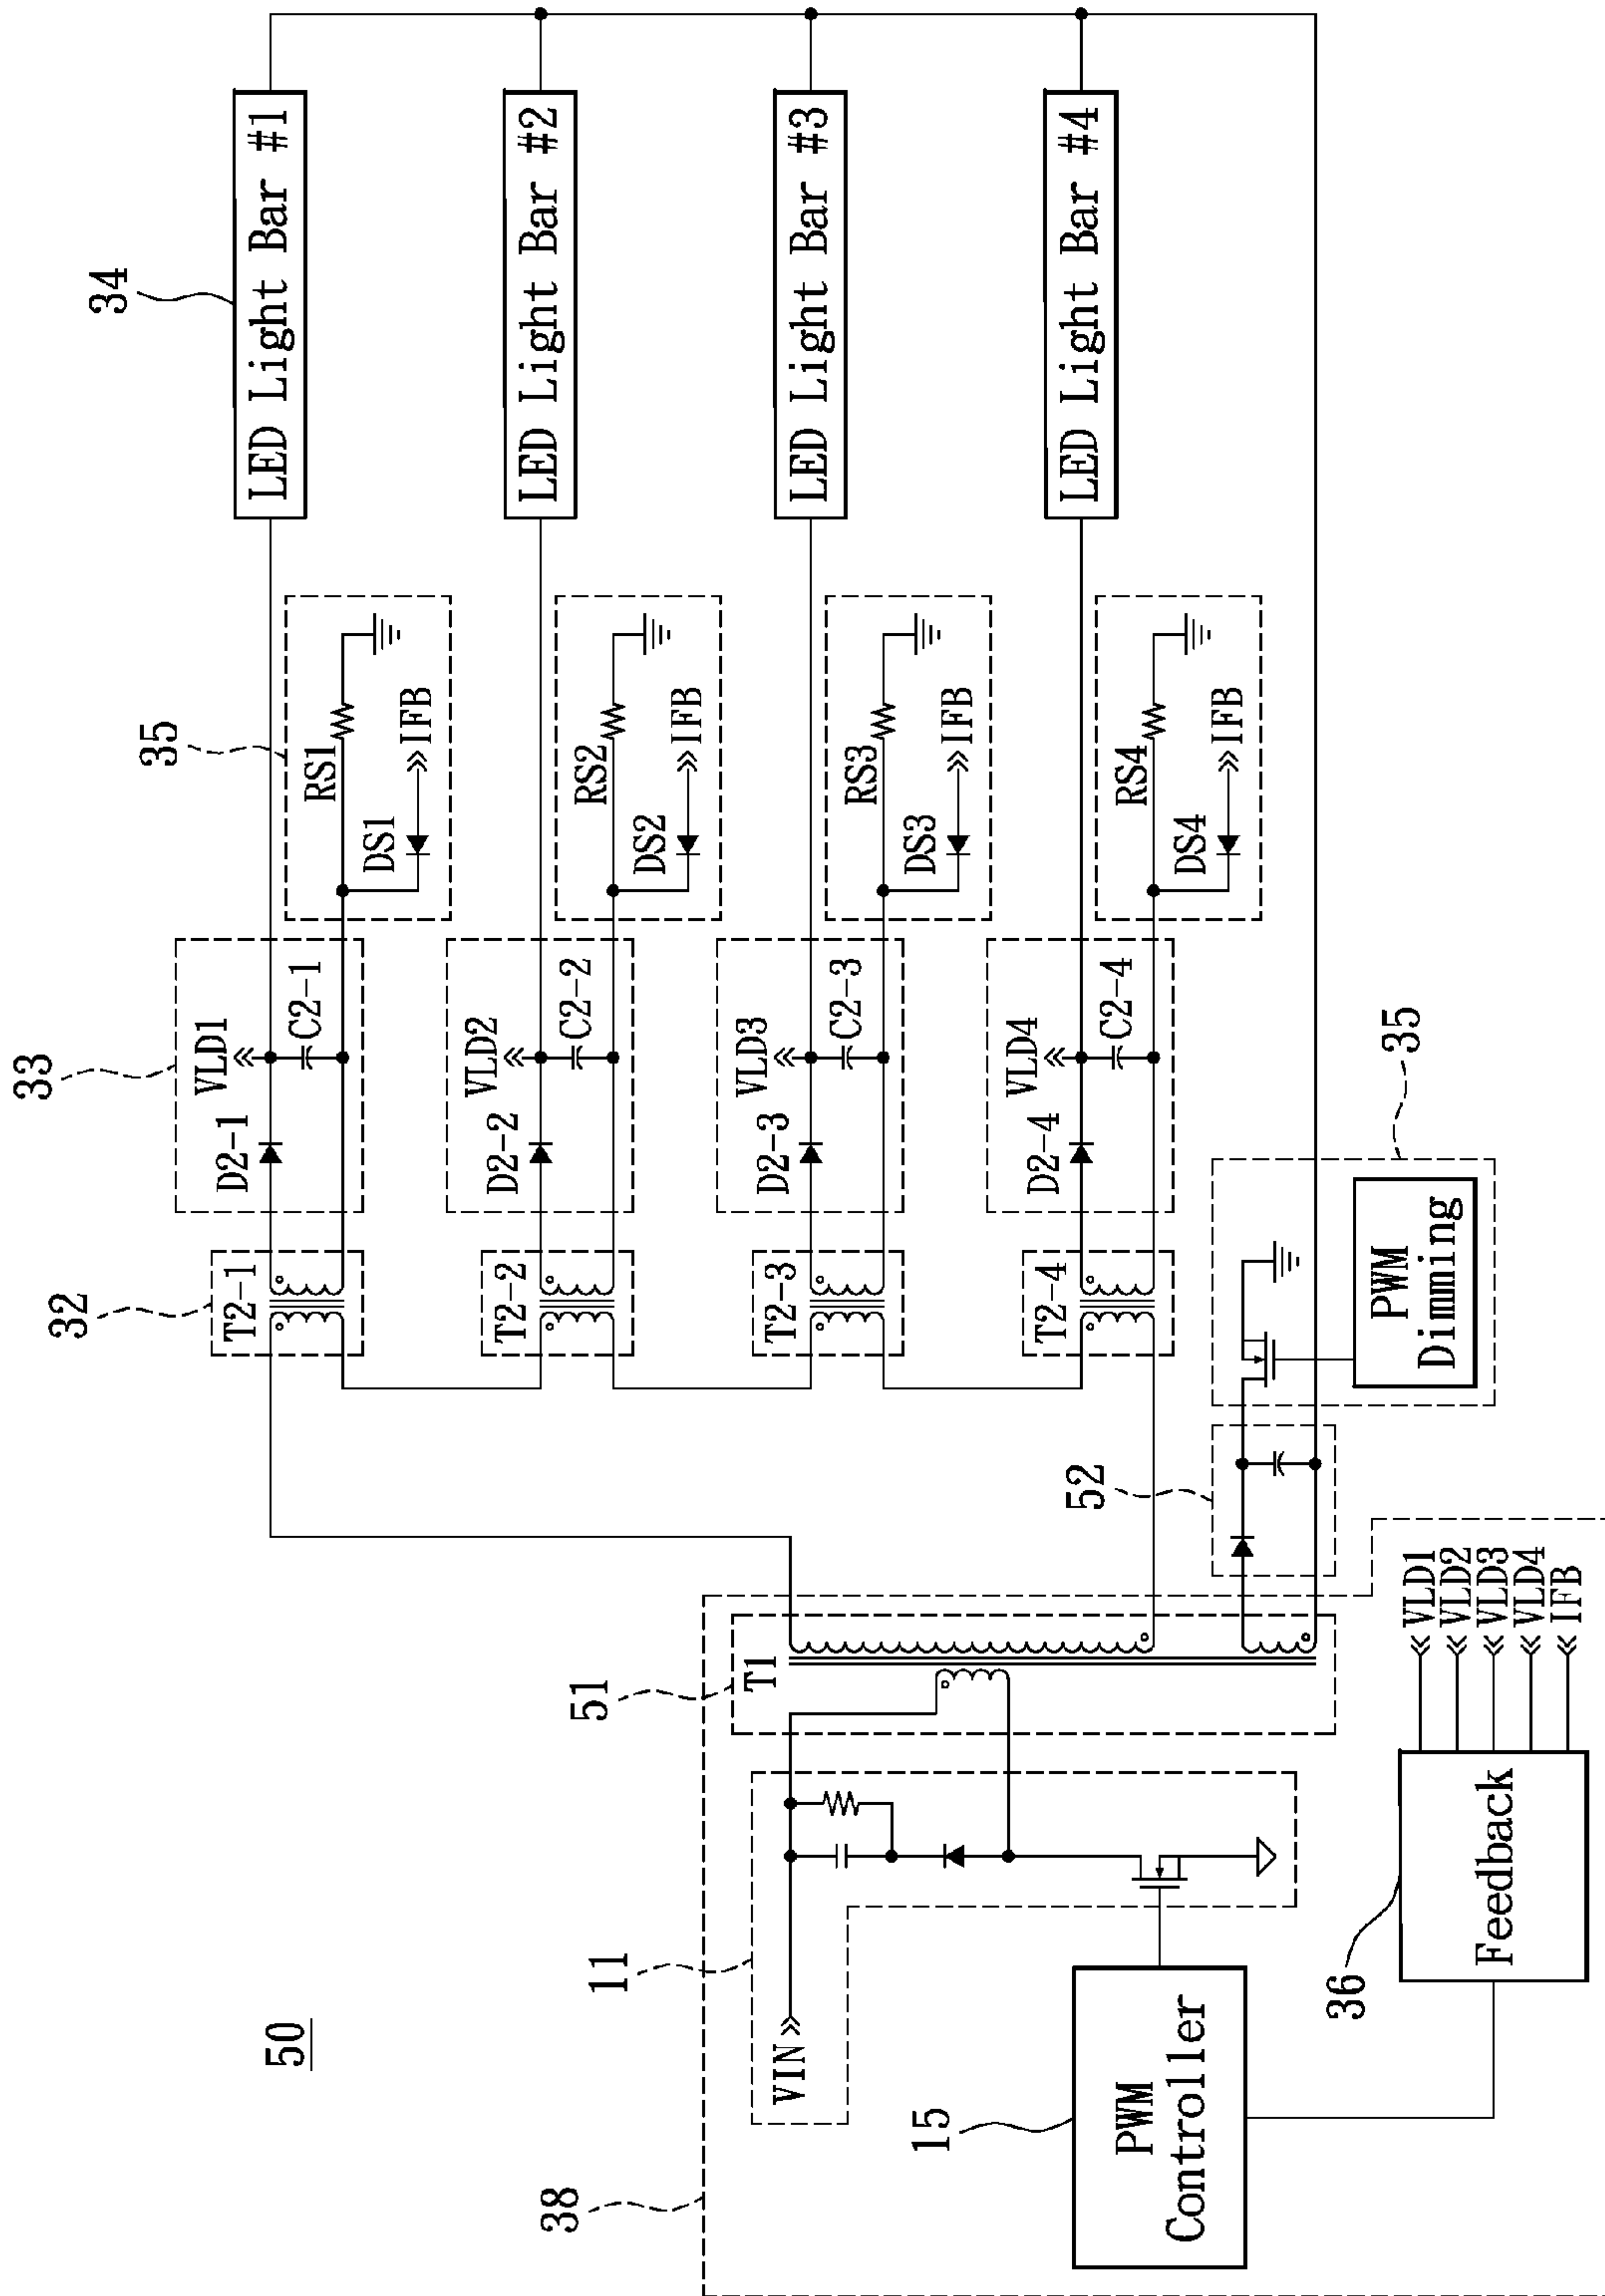 50
38
15
PWM
Controller
11
VIN
36
Feedback
VLD1
VLD2
VLD3
VLD4
IFB
51
T1
52
35
PWM
Dimming
32
T2-1
T2-2
T2-3
T2-4
33
D2-1
VLD1
C2-1
D2-2
VLD2
C2-2
D2-3
VLD3
C2-3
D2-4
VLD4
C2-4
35
RS1
DS1
IFB
RS2
DS2
IFB
RS3
DS3
IFB
RS4
DS4
IFB
34
LED Light Bar #1
LED Light Bar #2
LED Light Bar #3
LED Light Bar #4